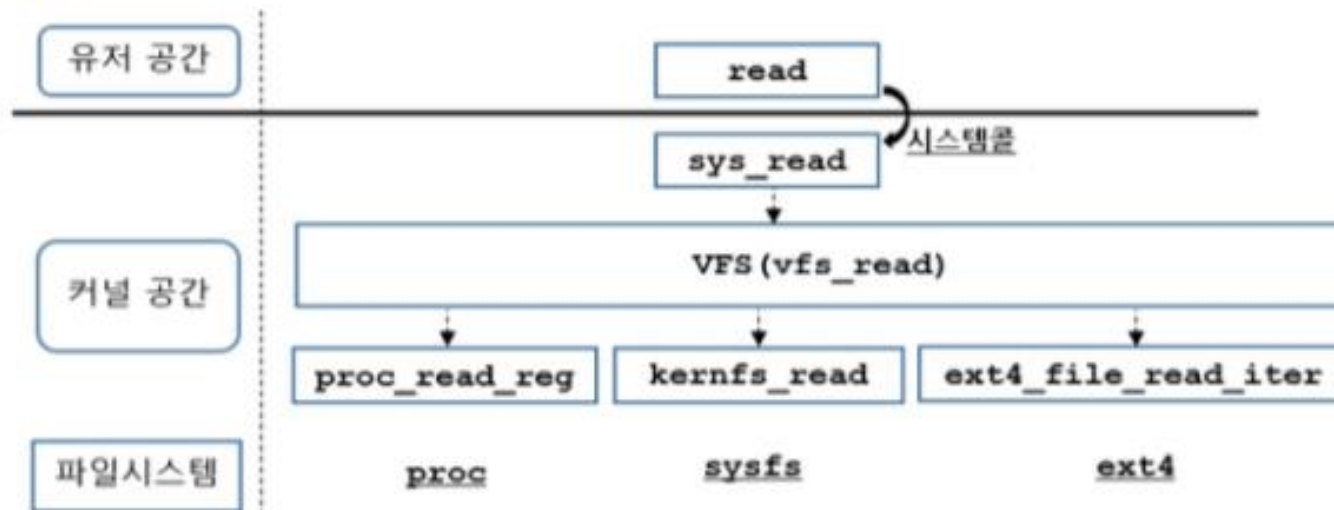 유저 공간
read
시스템콜
sys_read
커널 공간
VFS(vfs_read)
proc_read_reg kernfs_read ext4_file_read_iter
파일시스템 proc sysfs ext4